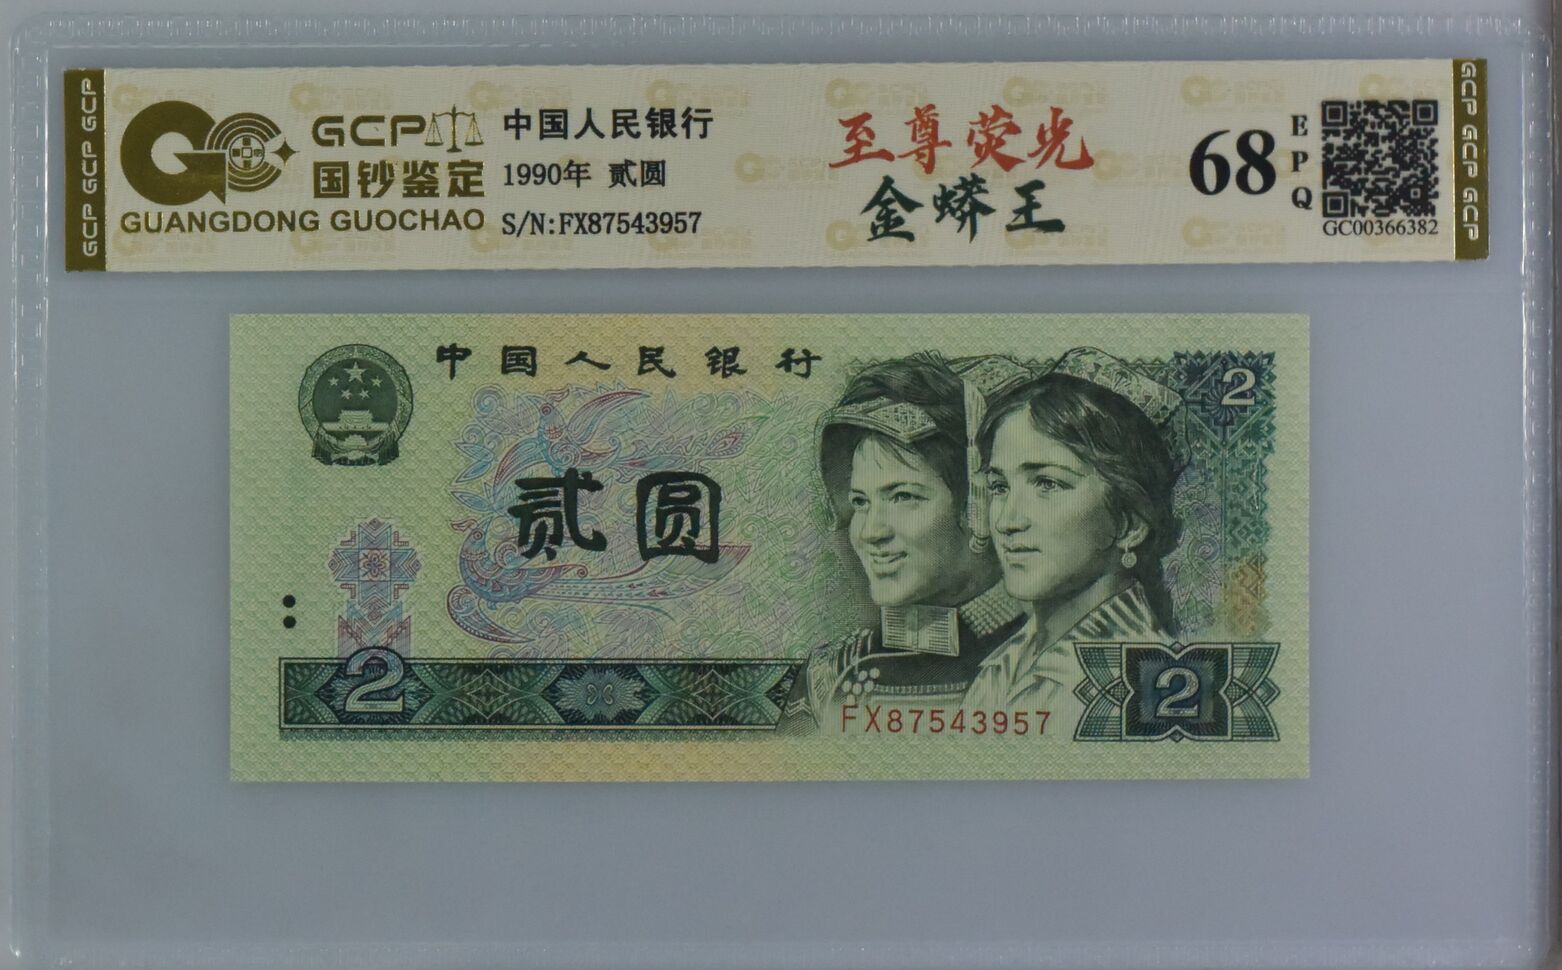 GCP GCP GCP
GCP
国钞鉴定
GUANGDONG GUOCHAO
中国人民银行
1990年 贰圆
S/N:FX87543957
至尊荧光
金蟒王
68
EPQ
GC00366382
GCP GCP GCP
中国人民银行
2
贰圆
2
FX87543957
2